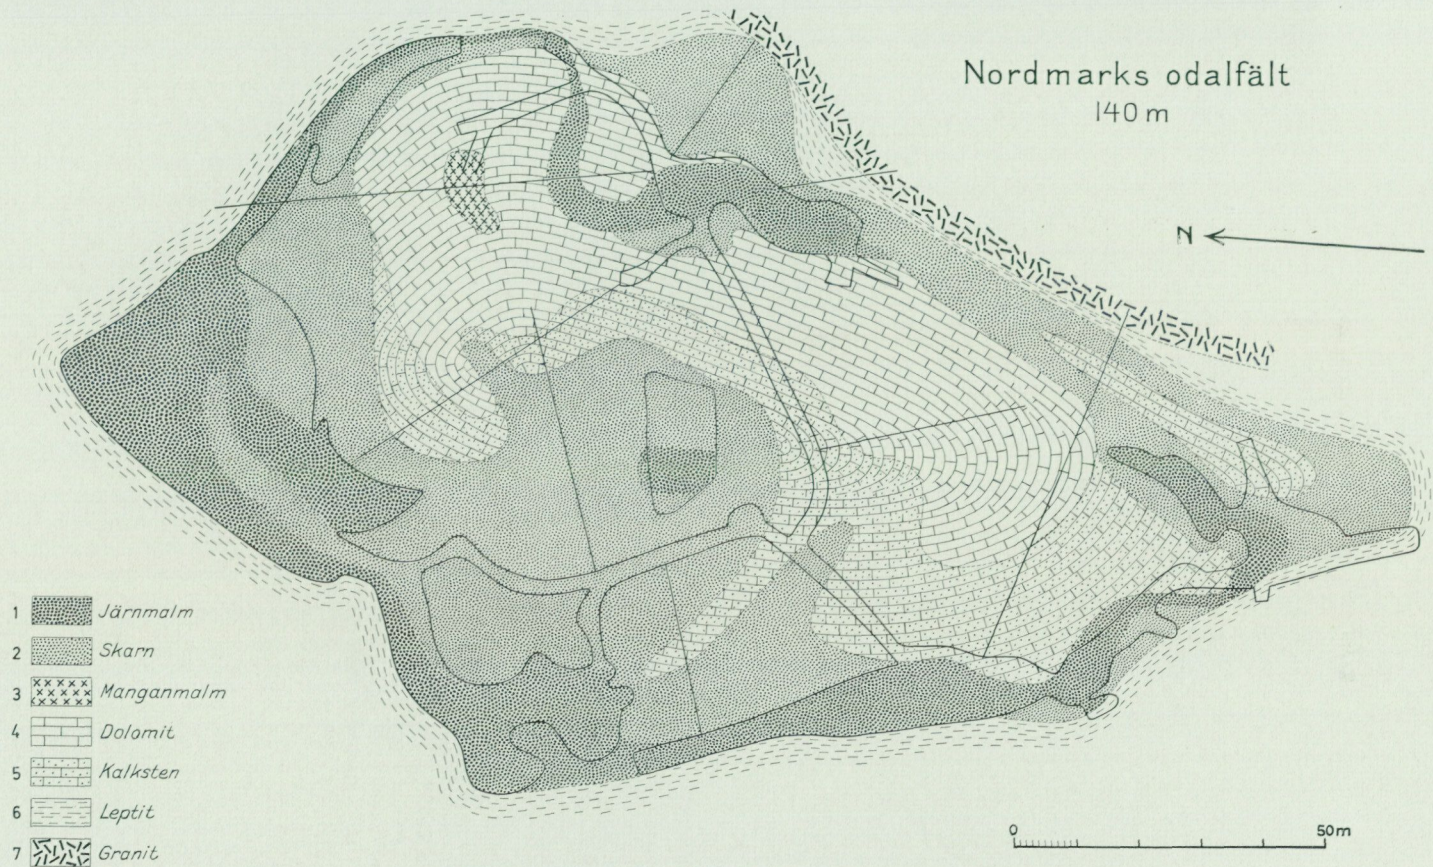 Nordmarks odalfält
140 m
N
1 Järnmalm
2 Skarn
3 Manganmalm
4 Dolomit
5 Kalksten
6 Leptit
7 Granit
0 50m